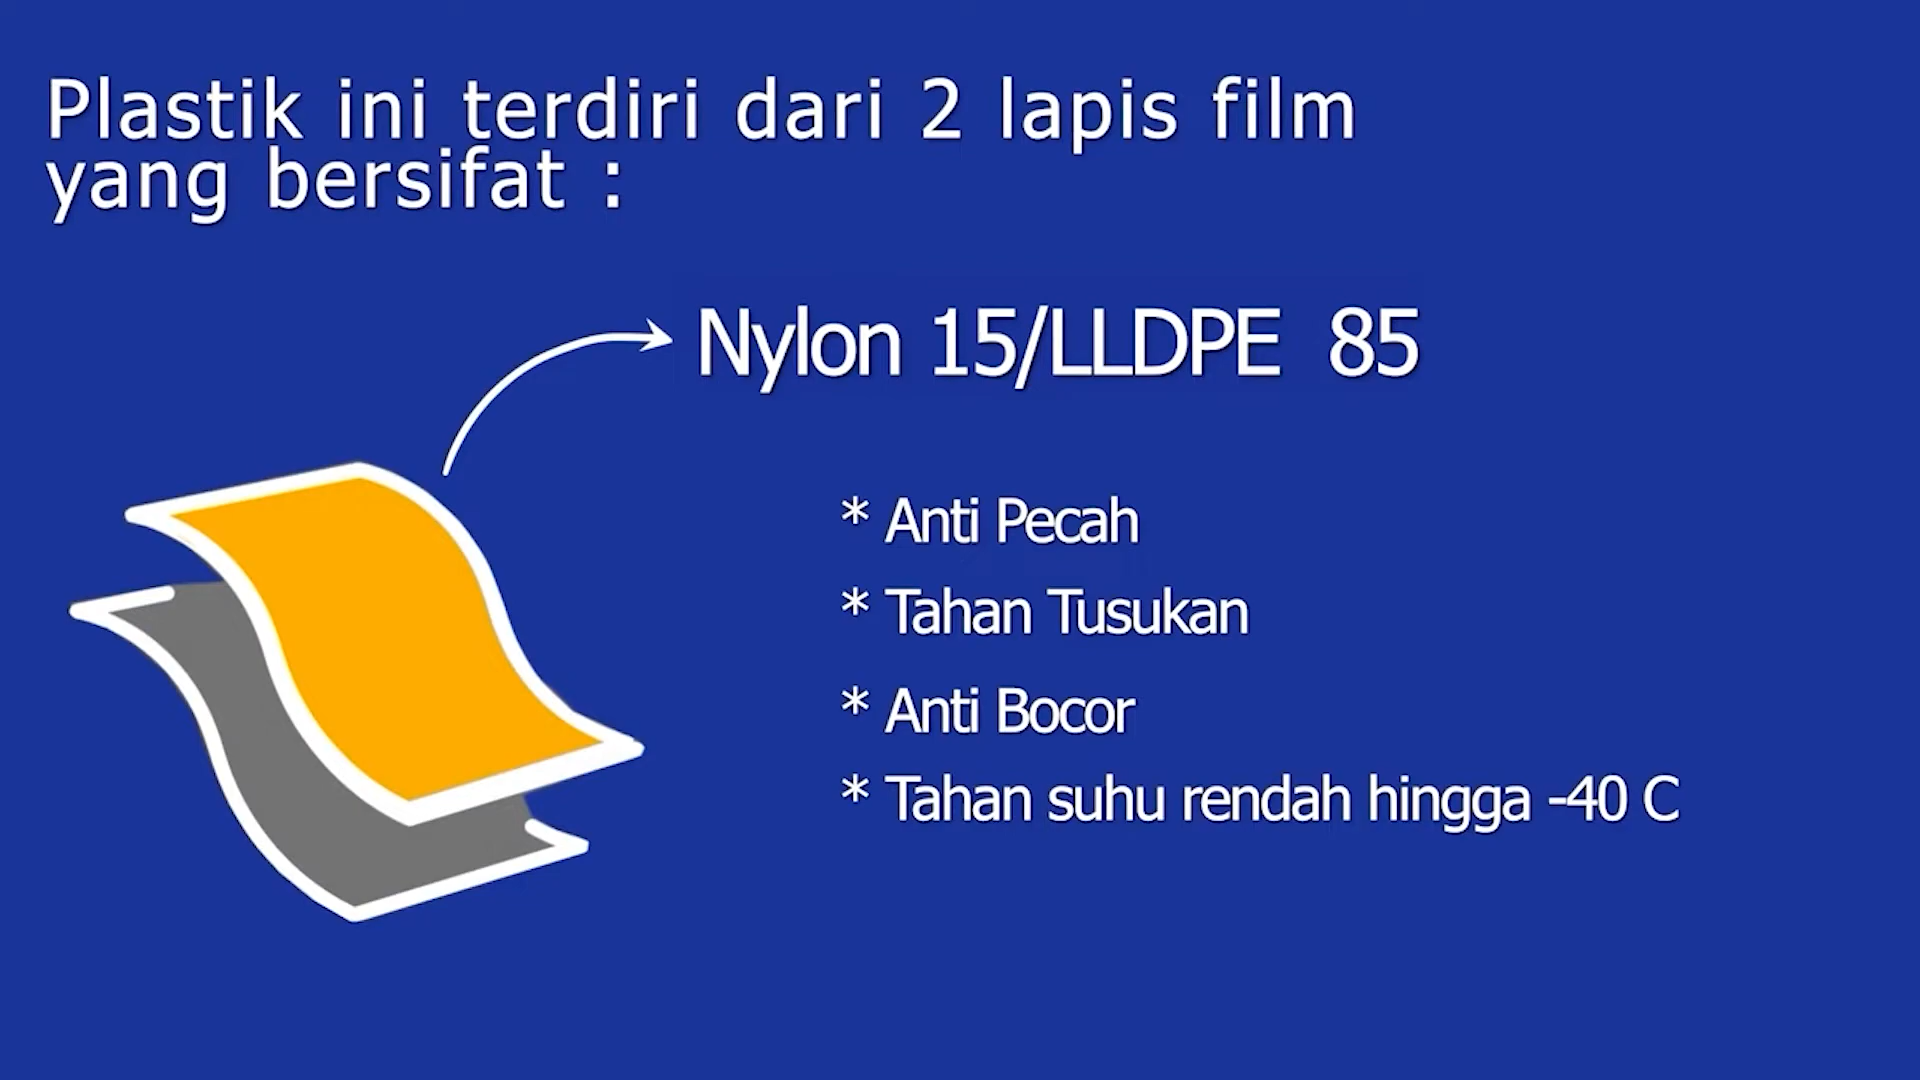 Plastik ini terdiri dari 2 lapis film
yang bersifat :
Nylon 15/LLDPE 85
* Anti Pecah
* Tahan Tusukan
* Anti Bocor
* Tahan suhu rendah hingga -40 C